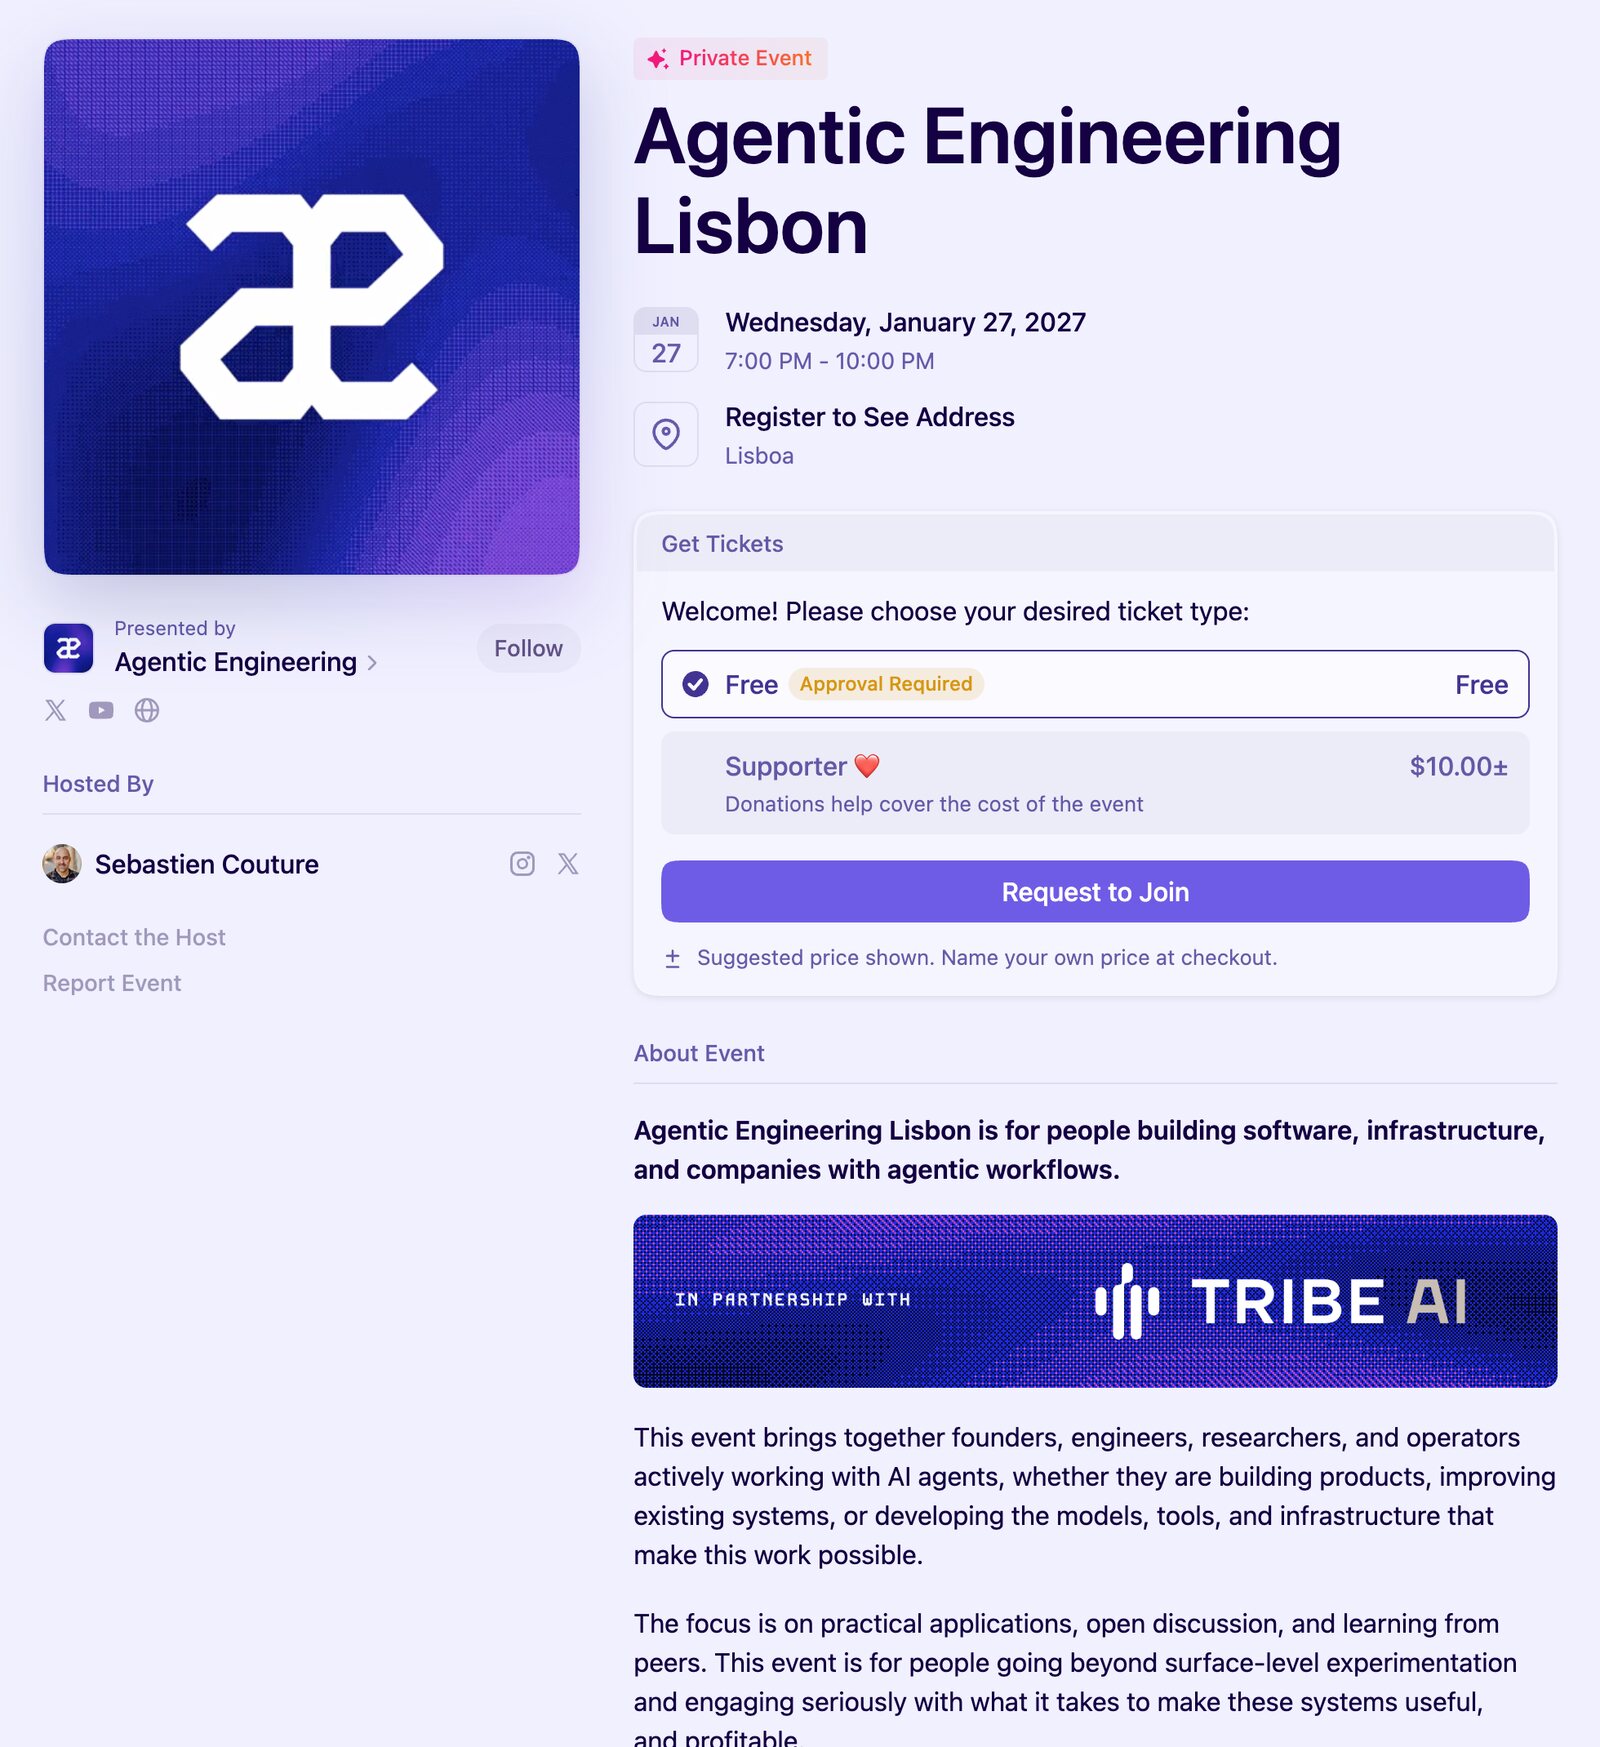 Private Event
Agentic Engineering
Lisbon
JAN
27
Wednesday, January 27, 2027
7:00 PM - 10:00 PM
Register to See Address
Lisboa
Get Tickets
Welcome! Please choose your desired ticket type:
Free Approval Required Free
Supporter ❤️ $10.00±
Donations help cover the cost of the event
Request to Join
± Suggested price shown. Name your own price at checkout.
About Event
Agentic Engineering Lisbon is for people building software, infrastructure,
and companies with agentic workflows.
IN PARTNERSHIP WITH TRIBE AI
This event brings together founders, engineers, researchers, and operators
actively working with AI agents, whether they are building products, improving
existing systems, or developing the models, tools, and infrastructure that
make this work possible.
The focus is on practical applications, open discussion, and learning from
peers. This event is for people going beyond surface-level experimentation
and engaging seriously with what it takes to make these systems useful,
and profitable.
æ
æ
Presented by
Agentic Engineering
Follow
Hosted By
Sebastien Couture
Contact the Host
Report Event